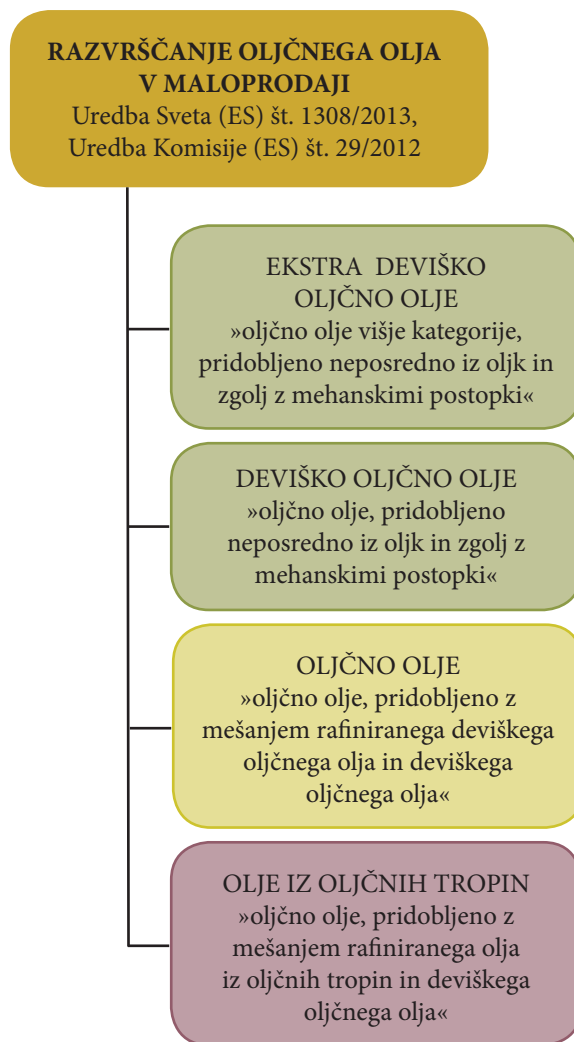 RAZVRŠČANJE OLJČNEGA OLJA
V MALOPRODAJI
Uredba Sveta (ES) št. 1308/2013,
Uredba Komisije (ES) št. 29/2012
EKSTRA DEVIŠKO
OLJČNO OLJE
»oljčno olje višje kategorije,
pridobljeno neposredno iz oljk in
zgolj z mehanskimi postopki«
DEVIŠKO OLJČNO OLJE
»oljčno olje, pridobljeno
neposredno iz oljk in zgolj z
mehanskimi postopki«
OLJČNO OLJE
»oljčno olje, pridobljeno z
mešanjem rafiniranega deviškega
oljčnega olja in deviškega
oljčnega olja«
OLJE IZ OLJČNIH TROPIN
»oljčno olje, pridobljeno z
mešanjem rafiniranega olja
iz oljčnih tropin in deviškega
oljčnega olja«